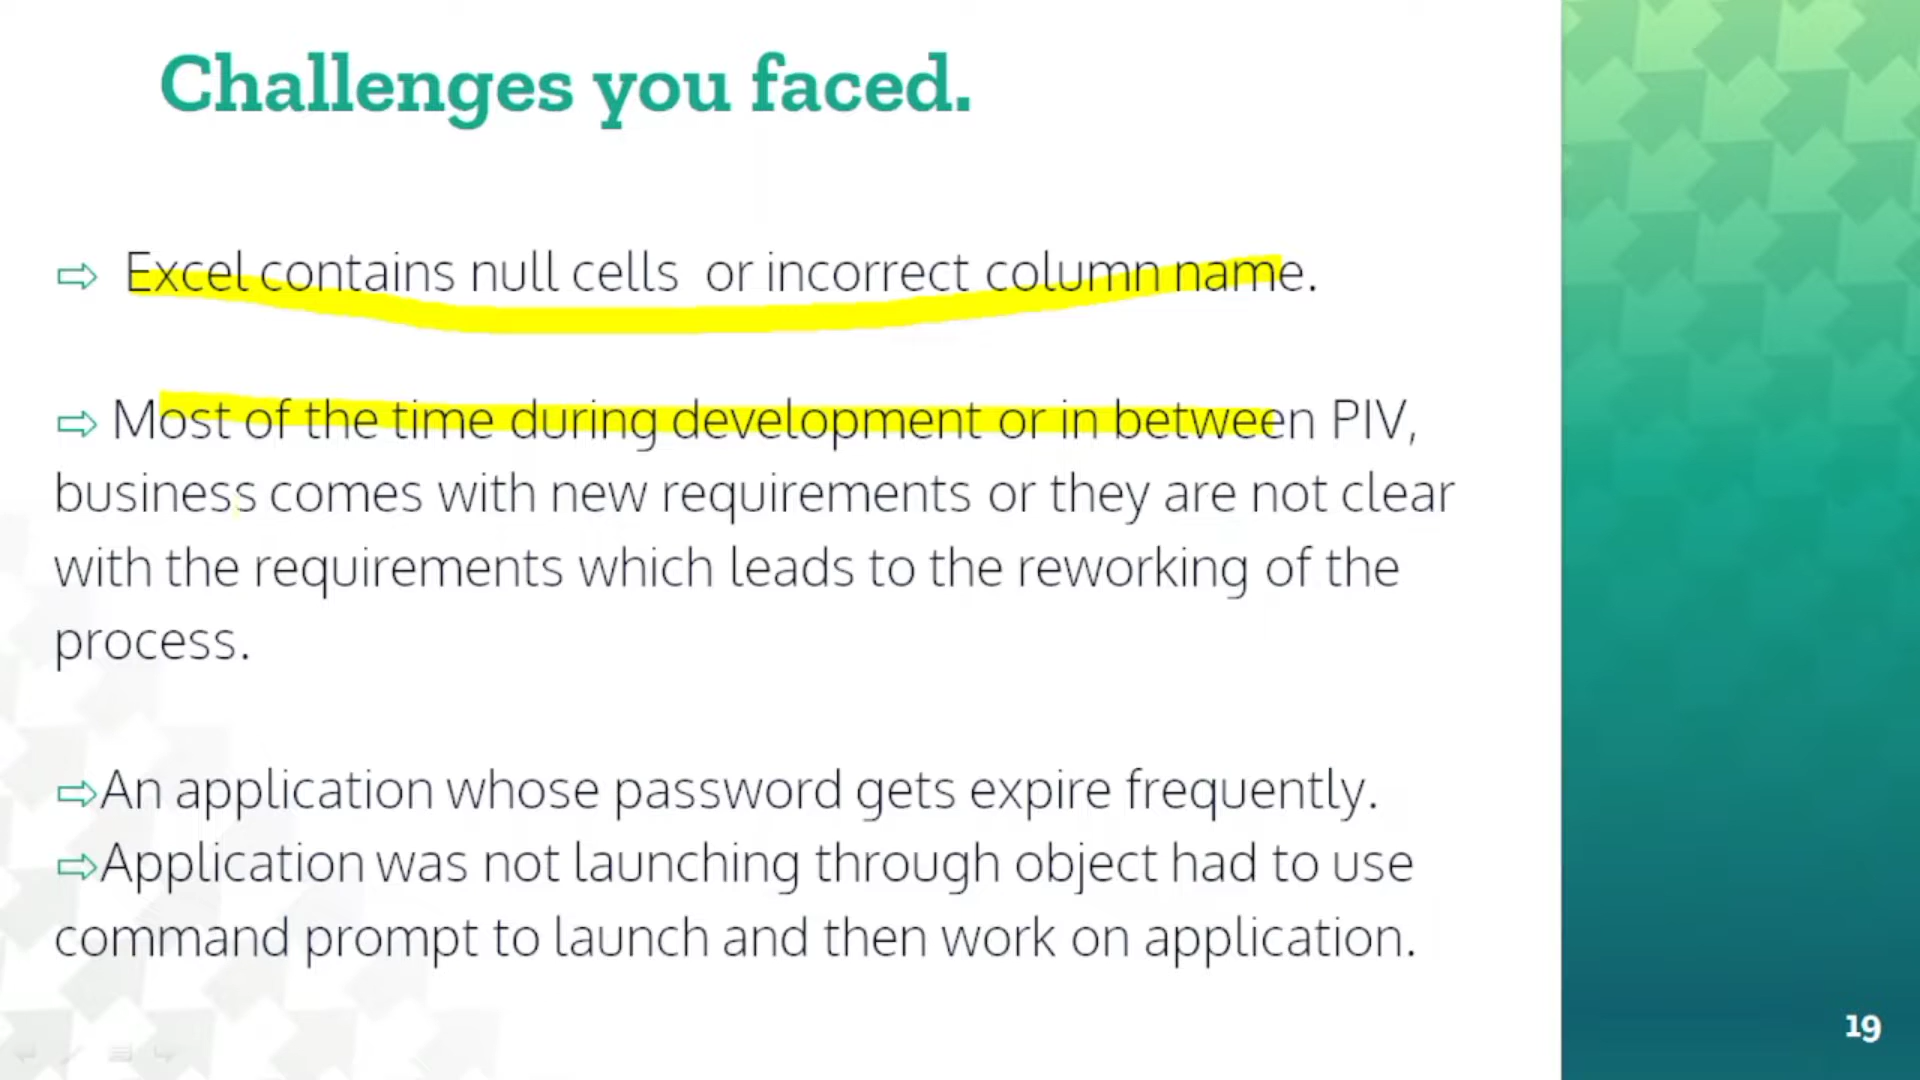 Challenges you faced.
⇨ Excel contains null cells or incorrect column name.
⇨ Most of the time during development or in between PIV,
business comes with new requirements or they are not clear
with the requirements which leads to the reworking of the
process.
⇨An application whose password gets expire frequently.
⇨Application was not launching through object had to use
command prompt to launch and then work on application.
19